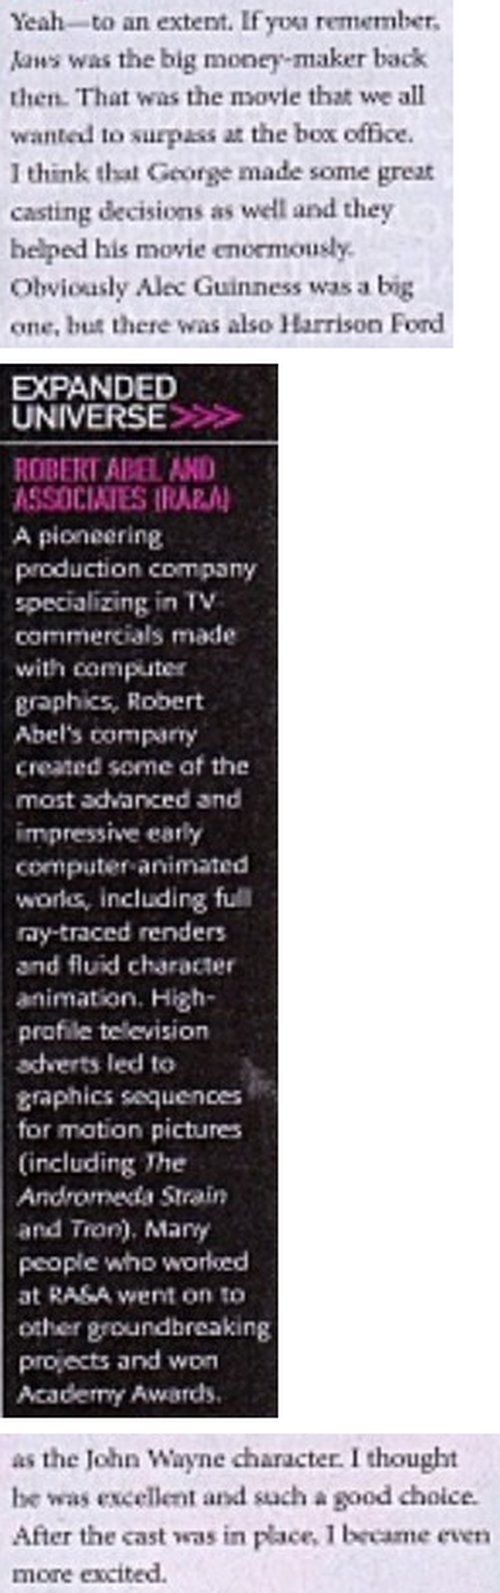 Yeah—to an extent. If you remember,
Jaws was the big money-maker back
then. That was the movie that we all
wanted to surpass at the box office.
I think that George made some great
casting decisions as well and they
helped his movie enormously.
Obviously Alec Guinness was a big
one, but there was also Harrison Ford
EXPANDED
UNIVERSE>>>
ROBERT ABEL AND
ASSOCIATES (RA&A)
A pioneering
production company
specializing in TV
commercials made
with computer
graphics, Robert
Abel's company
created some of the
most advanced and
impressive early
computer-animated
works, including full
ray-traced renders
and fluid character
animation. High-
profile television
adverts led to
graphics sequences
for motion pictures
(including The
Andromeda Strain
and Tron). Many
people who worked
at RA&A went on to
other groundbreaking
projects and won
Academy Awards.
as the John Wayne character. I thought
he was excellent and such a good choice.
After the cast was in place, I became even
more excited.